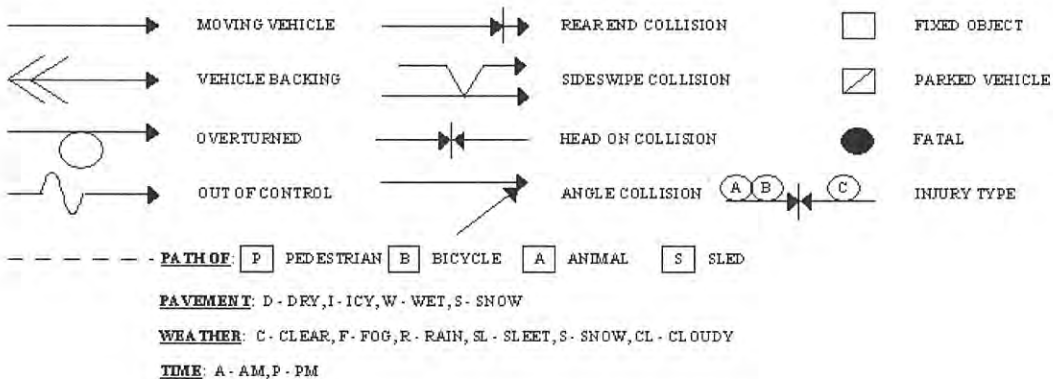 MOVING VEHICLE REAR END COLLISION FIXED OBJECT
VEHICLE BACKING SIDESWIPE COLLISION PARKED VEHICLE
OVERTURNED HEAD ON COLLISION FATAL
OUT OF CONTROL ANGLE COLLISION A B C INJURY TYPE
PATH OF: P PEDESTRIAN B BICYCLE A ANIMAL S SLED
PAVEMENT: D - DRY, I - ICY, W - WET, S - SNOW
WEATHER: C - CLEAR, F - FOG, R - RAIN, SL - SLEET, S - SNOW, CL - CLOUDY
TIME: A - AM, P - PM